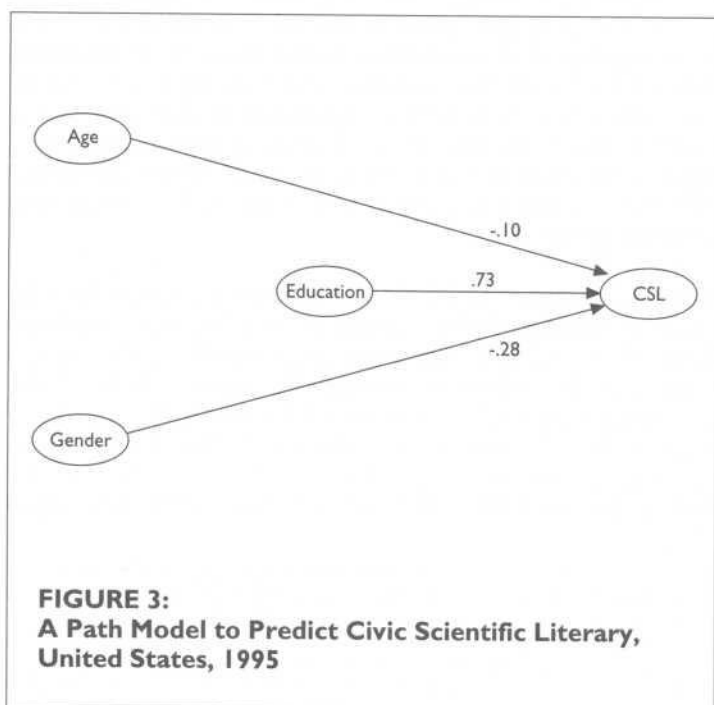 Age
-.10
Education
.73
CSL
-.28
Gender
FIGURE 3:
A Path Model to Predict Civic Scientific Literary,
United States, 1995